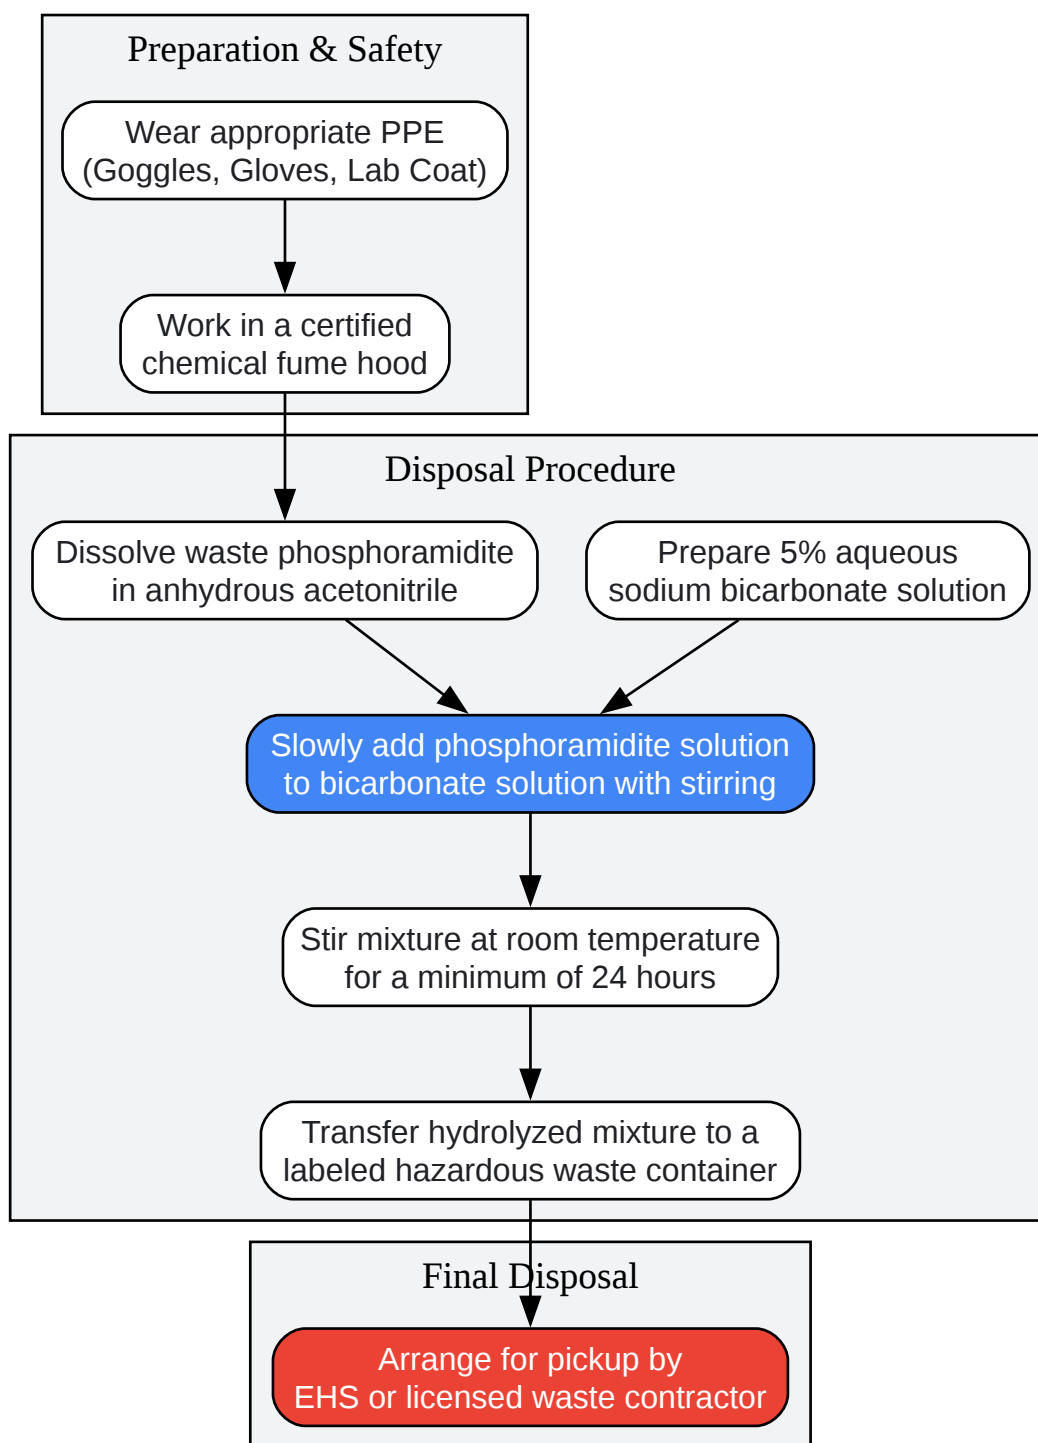 Preparation & Safety
Wear appropriate PPE
(Goggles, Gloves, Lab Coat)
Work in a certified
chemical fume hood
Disposal Procedure
Dissolve waste phosphoramidite
in anhydrous acetonitrile
Prepare 5% aqueous
sodium bicarbonate solution
Slowly add phosphoramidite solution
to bicarbonate solution with stirring
Stir mixture at room temperature
for a minimum of 24 hours
Transfer hydrolyzed mixture to a
labeled hazardous waste container
Final Disposal
Arrange for pickup by
EHS or licensed waste contractor